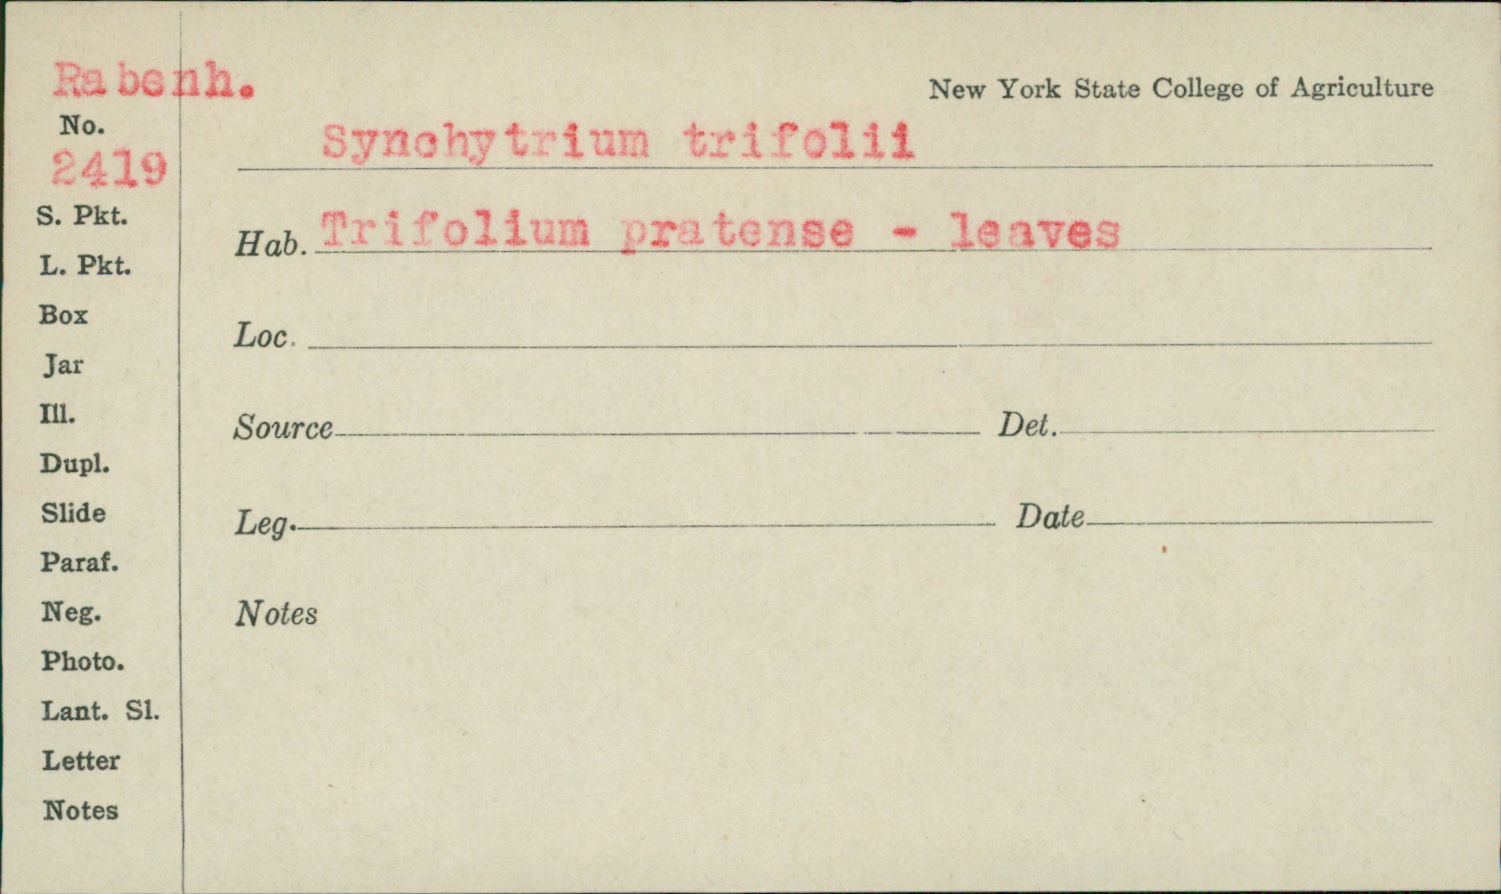 Rabenh.
New York State College of Agriculture
No.
2419
Synchytrium trifolii
S. Pkt.
Hab. Trifolium pratense - leaves
L. Pkt.
Box
Loc.
Jar
Ill.
Source Det.
Dupl.
Slide
Leg. Date
Paraf.
Neg.
Notes
Photo.
Lant. Sl.
Letter
Notes